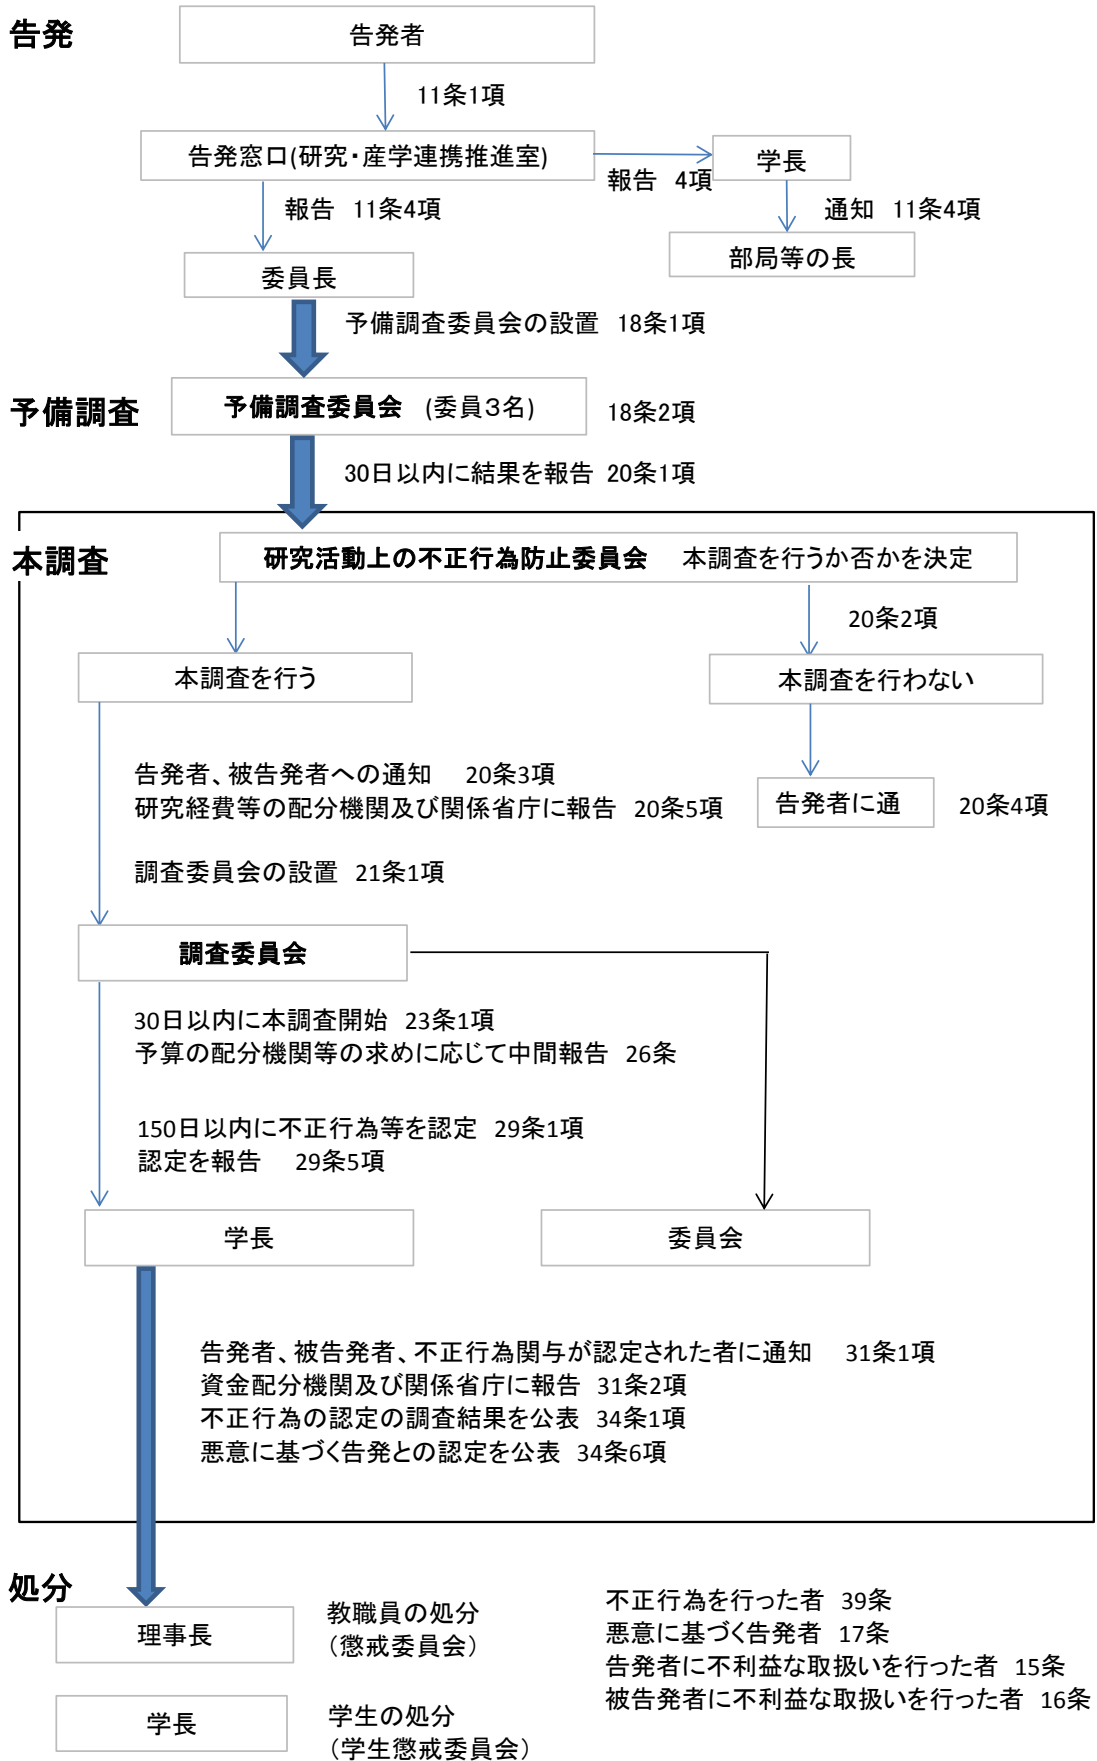 告発
告発者
11条1項
告発窓口(研究・産学連携推進室)
学長
報告 4項
報告 11条4項
通知 11条4項
部局等の長
委員長
予備調査委員会の設置 18条1項
予備調査
予備調査委員会 (委員3名)
18条2項
30日以内に結果を報告 20条1項
本調査
研究活動上の不正行為防止委員会 本調査を行うか否かを決定
20条2項
本調査を行う
本調査を行わない
告発者、被告発者への通知 20条3項
研究経費等の配分機関及び関係省庁に報告 20条5項
告発者に通
20条4項
調査委員会の設置 21条1項
調査委員会
30日以内に本調査開始 23条1項
予算の配分機関等の求めに応じて中間報告 26条
150日以内に不正行為等を認定 29条1項
認定を報告 29条5項
学長
委員会
告発者、被告発者、不正行為関与が認定された者に通知 31条1項
資金配分機関及び関係省庁に報告 31条2項
不正行為の認定の調査結果を公表 34条1項
悪意に基づく告発との認定を公表 34条6項
処分
理事長
教職員の処分
(懲戒委員会)
不正行為を行った者 39条
悪意に基づく告発者 17条
告発者に不利益な取扱いを行った者 15条
被告発者に不利益な取扱いを行った者 16条
学長
学生の処分
(学生懲戒委員会)